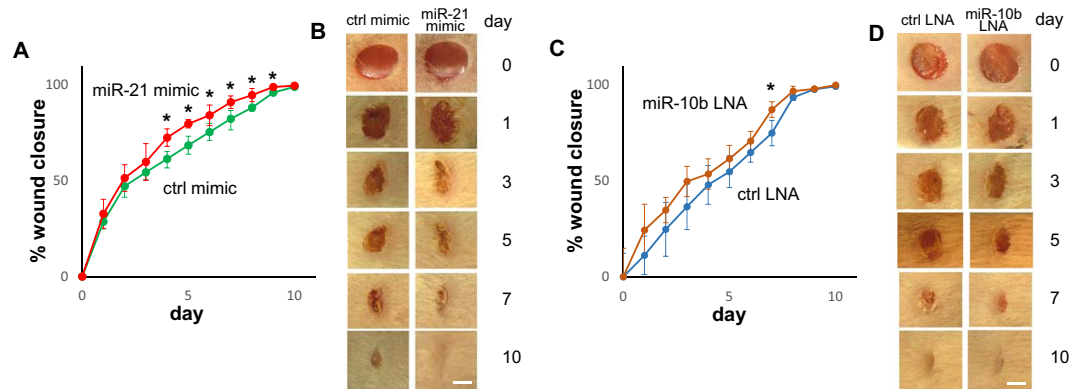 A
% wound closure
100
50
0
miR-21 mimic
* * * * * *
ctrl mimic
0 5 10
day
B
ctrl mimic
miR-21
mimic
day
0
1
3
5
7
10
C
% wound closure
100
50
0
miR-10b LNA
*
ctrl LNA
0 5 10
day
D
ctrl LNA
miR-10b
LNA
day
0
1
3
5
7
10